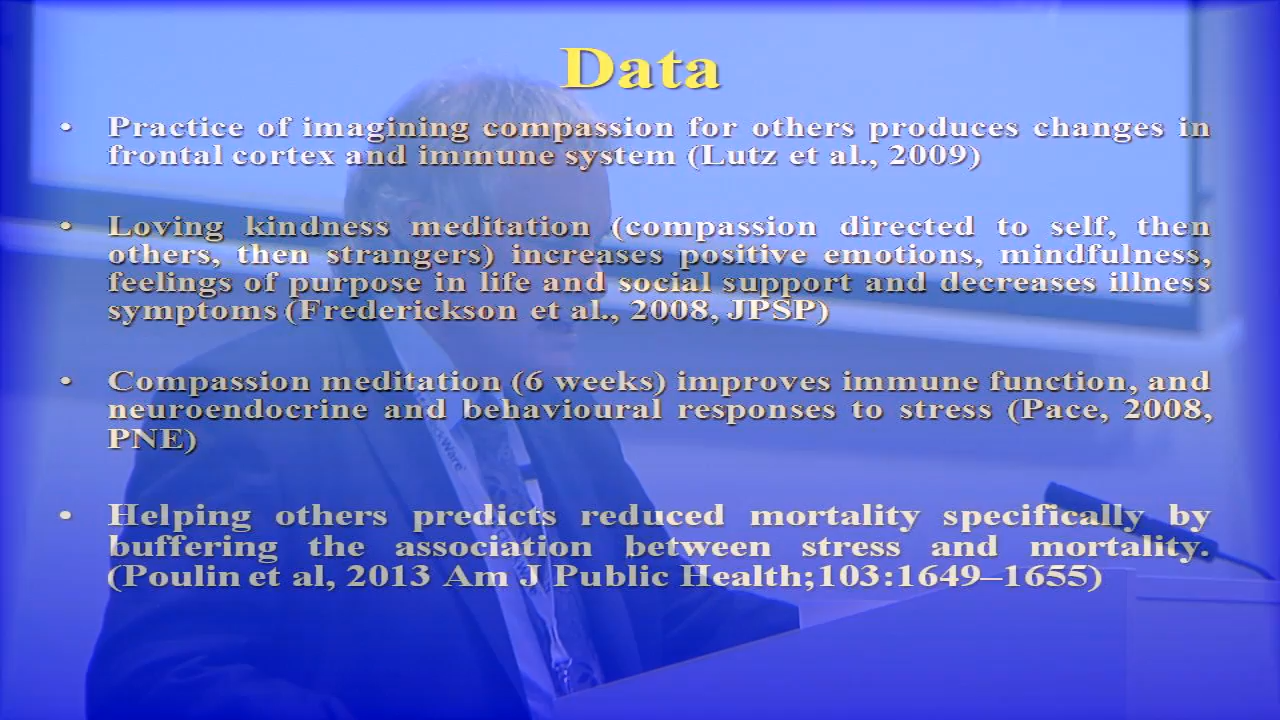 Data
• Practice of imagining compassion for others produces changes in
frontal cortex and immune system (Lutz et al., 2009)
• Loving kindness meditation (compassion directed to self, then
others, then strangers) increases positive emotions, mindfulness,
feelings of purpose in life and social support and decreases illness
symptoms (Frederickson et al., 2008, JPSP)
• Compassion meditation (6 weeks) improves immune function, and
neuroendocrine and behavioural responses to stress (Pace, 2008,
PNE)
• Helping others predicts reduced mortality specifically by
buffering the association between stress and mortality.
(Poulin et al, 2013 Am J Public Health;103:1649–1655)